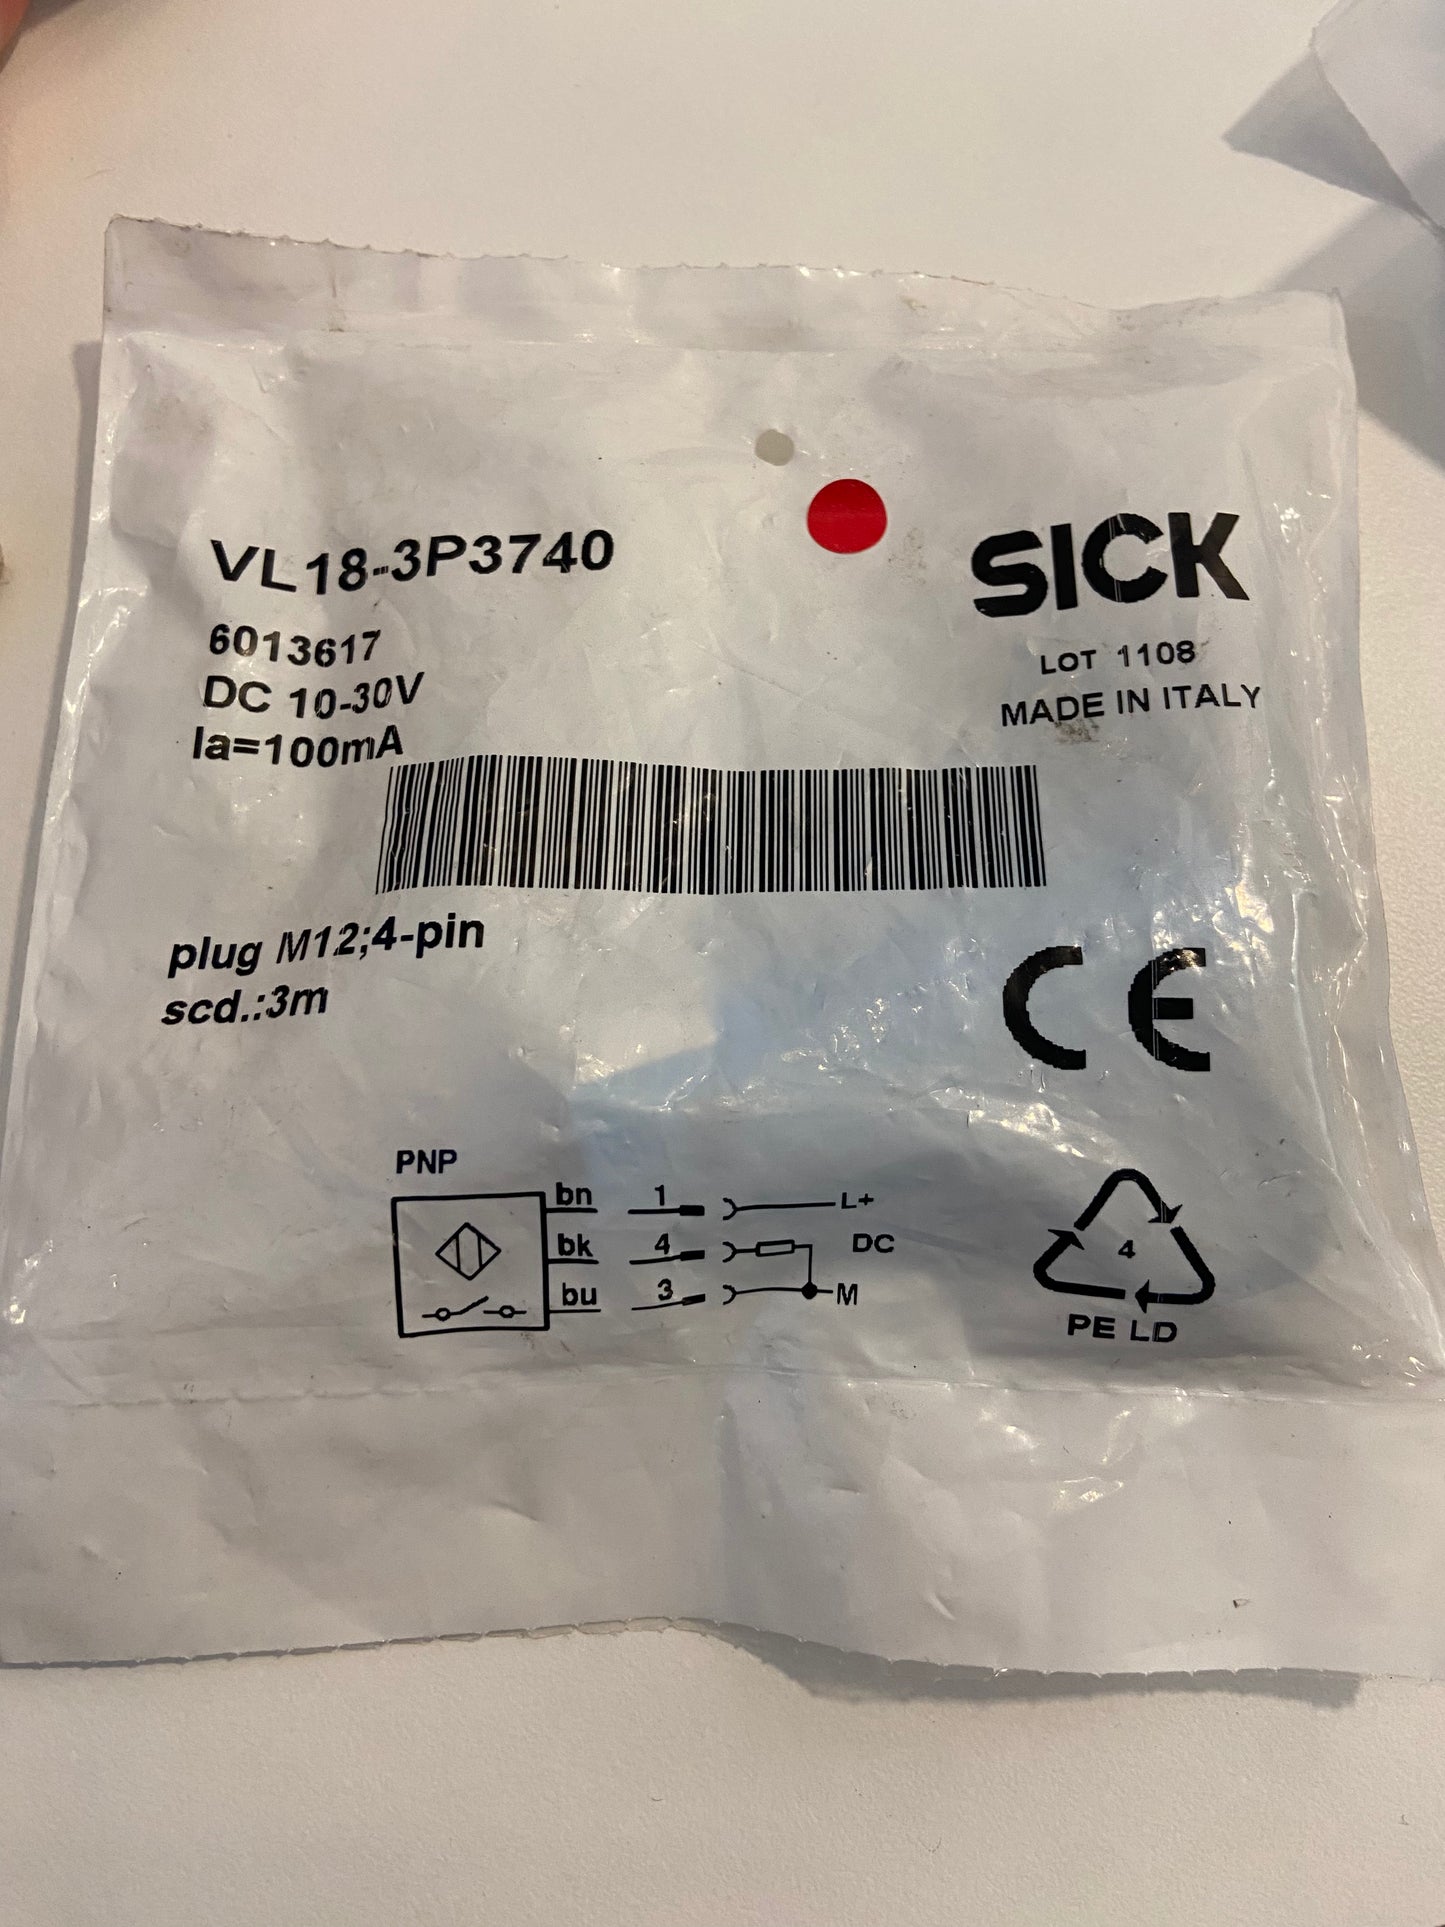 VL18-3P3740
6013617
DC 10-30V
Ia=100mA
SICK
LOT 1108
MADE IN ITALY
plug M12;4-pin
scd.:3m
CE
PNP
bn 1 L+
bk 4 DC
bu 3 M
4
PE LD